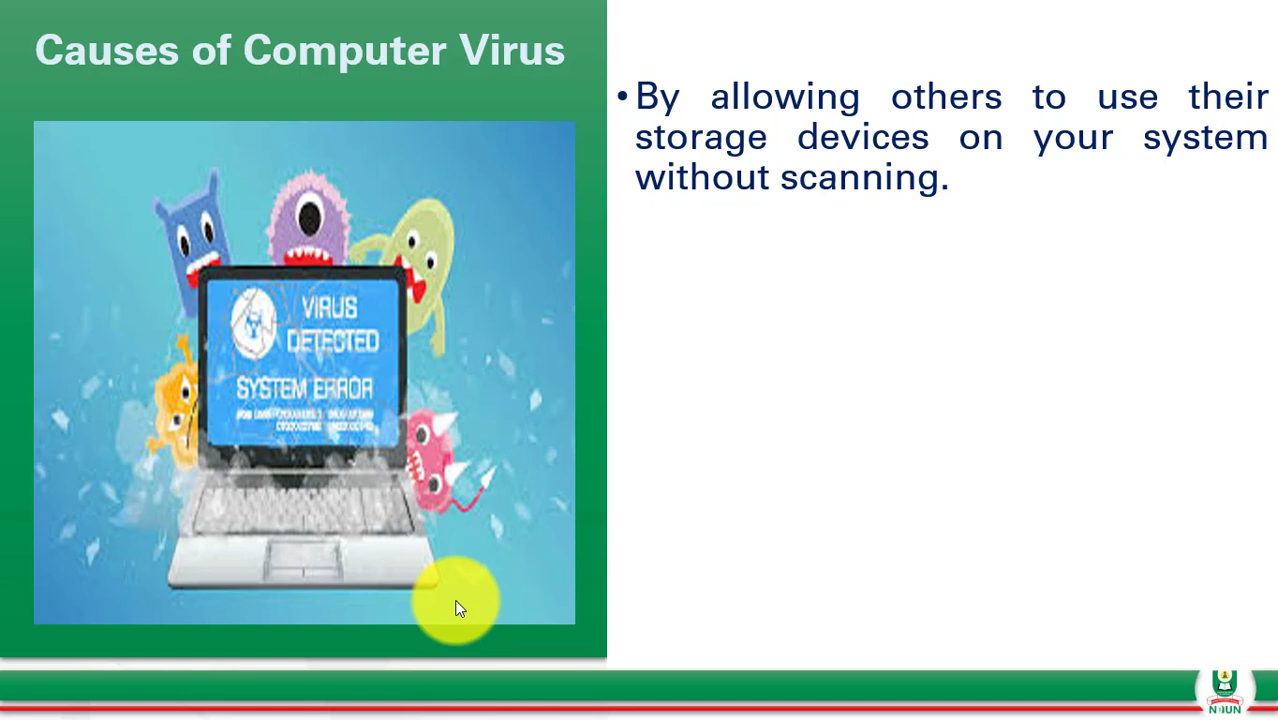 Causes of Computer Virus
• By allowing others to use their
storage devices on your system
without scanning.
VIRUS
DETECTED
SYSTEM ERROR
NOUN